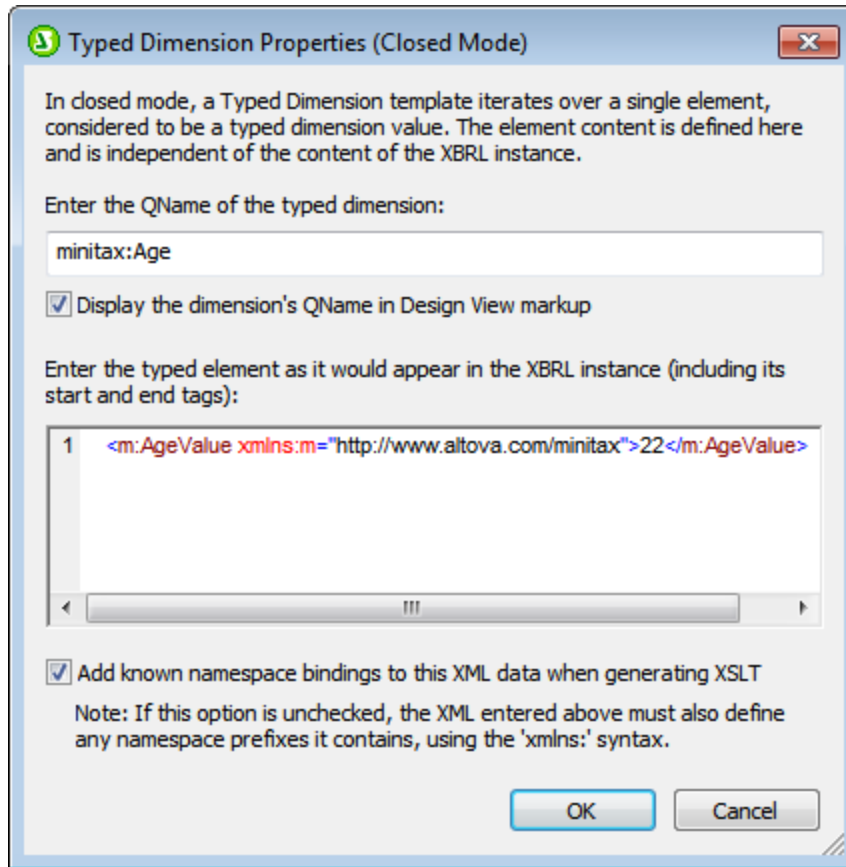 Typed Dimension Properties (Closed Mode)
In closed mode, a Typed Dimension template iterates over a single element,
considered to be a typed dimension value. The element content is defined here
and is independent of the content of the XBRL instance.
Enter the QName of the typed dimension:
minitax:Age
Display the dimension's QName in Design View markup
Enter the typed element as it would appear in the XBRL instance (including its
start and end tags):
1 <m:AgeValue xmlns:m="http://www.altova.com/minitax">22</m:AgeValue>
Add known namespace bindings to this XML data when generating XSLT
Note: If this option is unchecked, the XML entered above must also define
any namespace prefixes it contains, using the 'xmlns:' syntax.
OK Cancel